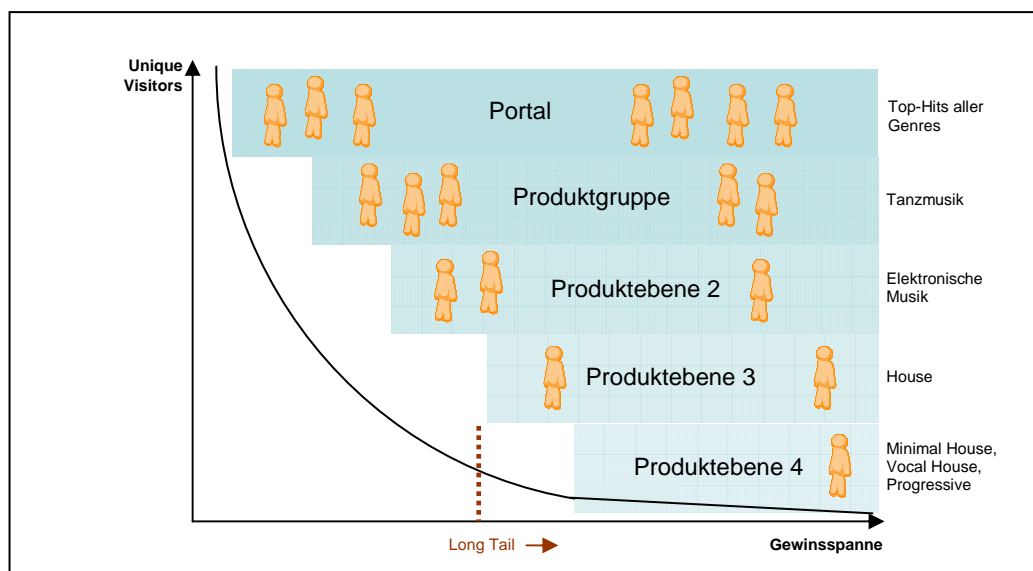 Unique
Visitors
Portal
Top-Hits aller
Genres
Produktgruppe
Tanzmusik
Produktebene 2
Elektronische
Musik
Produktebene 3
House
Produktebene 4
Minimal House,
Vocal House,
Progressive
Long Tail
Gewinsspanne